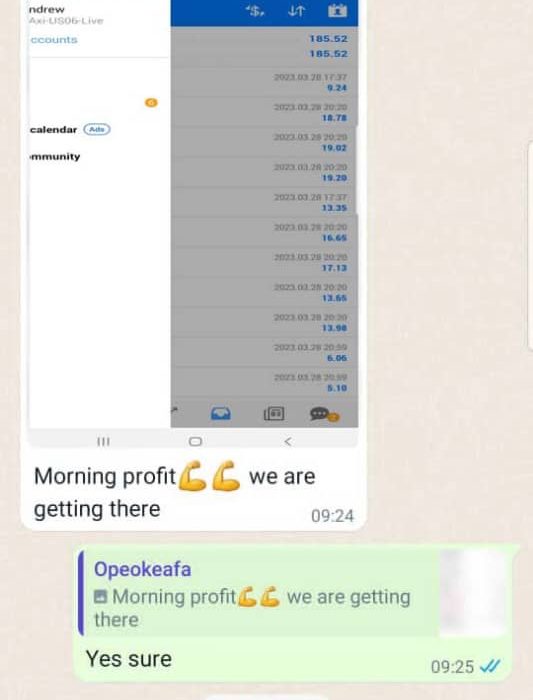 ndrew
Axi-US06-Live
ccounts
185.52
185.52
2023.03.28 17:37
9.24
6
2023.03.28 20:20
18.78
calendar Ads
2023.03.28 20:20
19.02
mmunity
2023.03.28 20:20
19.20
2023.03.28 17:37
13.35
2023.03.28 20:20
16.65
2023.03.28 20:20
17.13
2023.03.28 20:20
13.65
2023.03.28 20:20
13.98
2023.03.28 20:59
6.06
2023.03.28 20:59
5.10
Morning profit💪💪 we are
getting there
09:24
Opeokeafa
Morning profit💪💪 we are getting
there
Yes sure
09:25